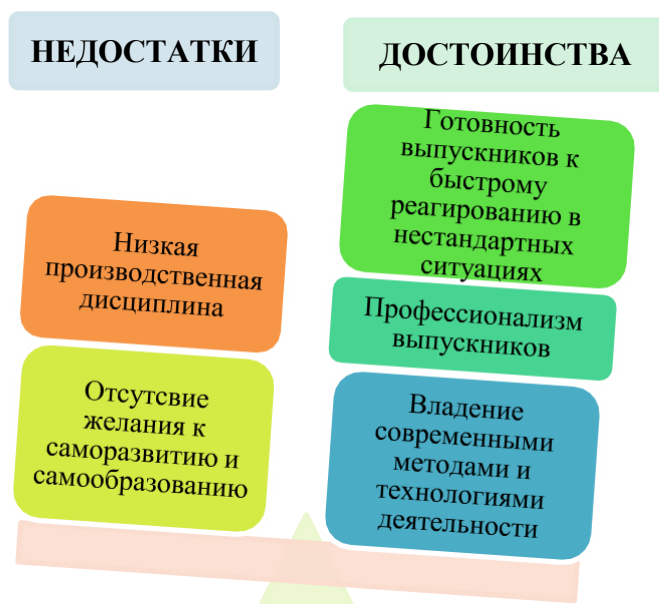 НЕДОСТАТКИ
Низкая
производственная
дисциплина
Отсутсвие
желания к
саморазвитию и
самообразованию
ДОСТОИНСТВА
Готовность
выпускников к
быстрому
реагированию в
нестандартных
ситуациях
Профессионализм
выпускников
Владение
современными
методами и
технологиями
деятельности